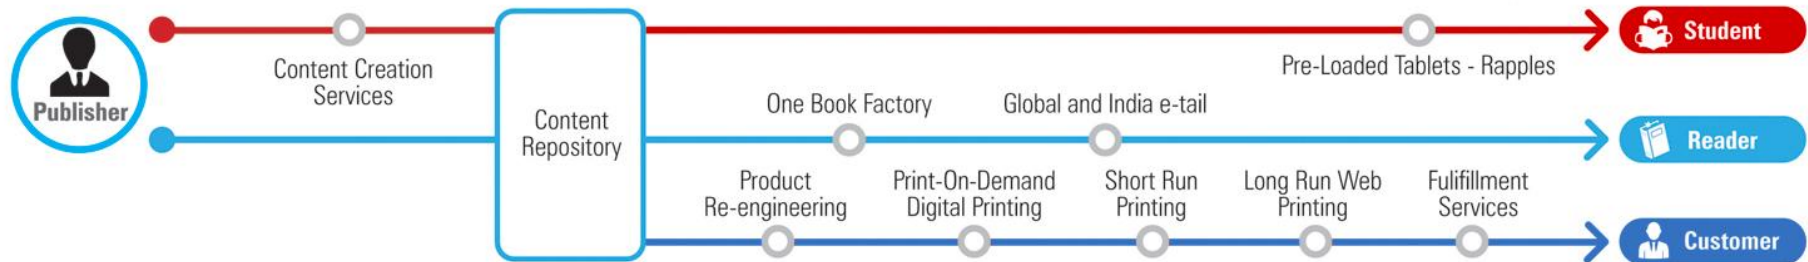 Publisher
Content Creation
Services
Content
Repository
Pre-Loaded Tablets - Rapples
Student
One Book Factory
Global and India e-tail
Reader
Product
Re-engineering
Print-On-Demand
Digital Printing
Short Run
Printing
Long Run Web
Printing
Fulifillment
Services
Customer